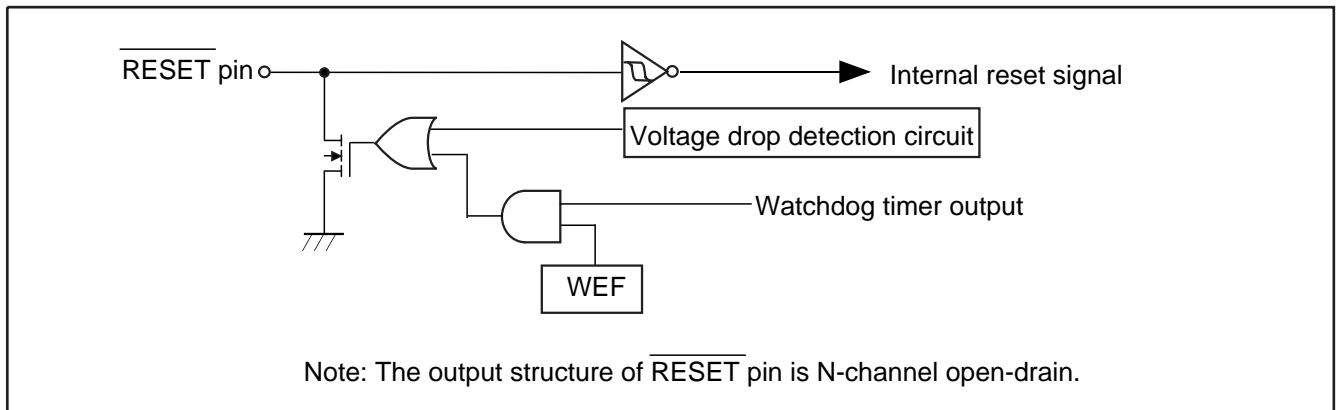 RESET pin
Internal reset signal
Voltage drop detection circuit
Watchdog timer output
WEF
Note: The output structure of RESET pin is N-channel open-drain.